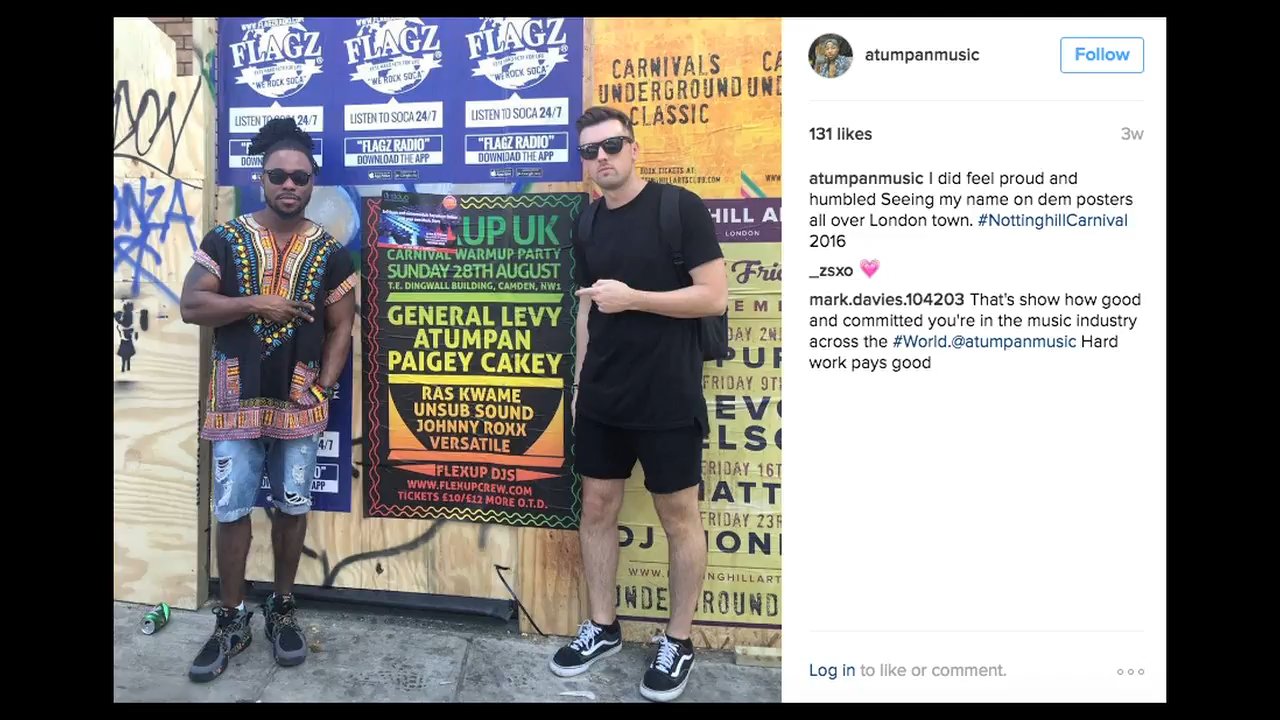 FLAGZ
"WE ROCK SOCA"
LISTEN TO SOCA 24/7
"FLAGZ RADIO"
DOWNLOAD THE APP
FLAGZ
"WE ROCK SOCA"
LISTEN TO SOCA 24/7
"FLAGZ RADIO"
DOWNLOAD THE APP
FLAGZ
"WE ROCK SOCA"
LISTEN TO SOCA 24/7
"FLAGZ RADIO"
DOWNLOAD THE APP
CARNIVALS
UNDERGROUND
CLASSIC
UP UK
CARNIVAL WARMUP PARTY
SUNDAY 28TH AUGUST
T.E. DINGWALL BUILDING, CAMDEN, NW1
GENERAL LEVY
ATUMPAN
PAIGEY CAKEY
RAS KWAME
UNSUB SOUND
JOHNNY ROXX
VERSATILE
FLEXUP DJS
WWW.FLEXUPCREW.COM
TICKETS £10/£12 MORE O.T.D.
HILL
LONDON
FRIDAY 9TH
FRIDAY 16T
FRIDAY 23R
DJ
atumpanmusic
Follow
131 likes
3w
atumpanmusic I did feel proud and
humbled Seeing my name on dem posters
all over London town. #NottinghillCarnival
2016
_zsxo 💗
mark.davies.104203 That's show how good
and committed you're in the music industry
across the #World.@atumpanmusic Hard
work pays good
Log in to like or comment.